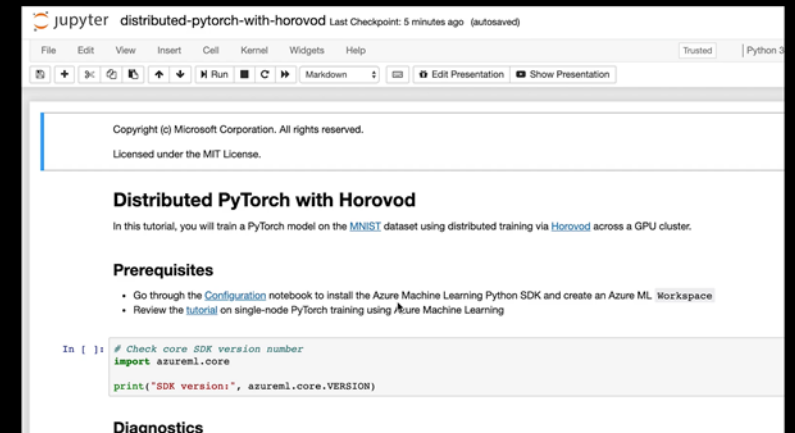 jupyter distributed-pytorch-with-horovod Last Checkpoint: 5 minutes ago (autosaved)
File Edit View Insert Cell Kernel Widgets Help Trusted Python 3
Run Markdown Edit Presentation Show Presentation
Copyright (c) Microsoft Corporation. All rights reserved.
Licensed under the MIT License.
Distributed PyTorch with Horovod
In this tutorial, you will train a PyTorch model on the MNIST dataset using distributed training via Horovod across a GPU cluster.
Prerequisites
• Go through the Configuration notebook to install the Azure Machine Learning Python SDK and create an Azure ML Workspace
• Review the tutorial on single-node PyTorch training using Azure Machine Learning
In [ ]: # Check core SDK version number
import azureml.core
print("SDK version:", azureml.core.VERSION)
Diagnostics